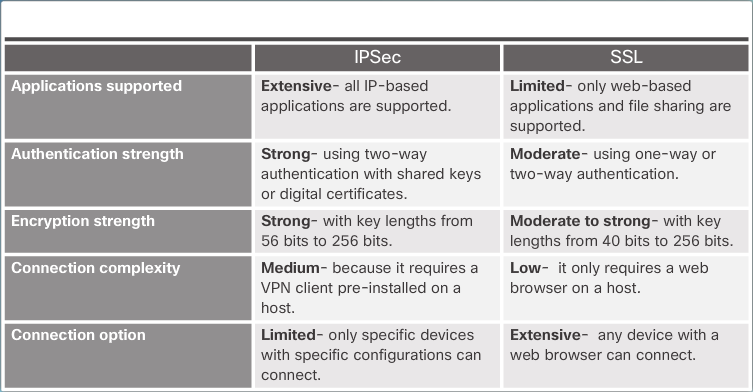 IPSec SSL
Applications supported
Extensive- all IP-based
applications are supported.
Limited- only web-based
applications and file sharing are
supported.
Authentication strength
Strong- using two-way
authentication with shared keys
or digital certificates.
Moderate- using one-way or
two-way authentication.
Encryption strength
Strong- with key lengths from
56 bits to 256 bits.
Moderate to strong- with key
lengths from 40 bits to 256 bits.
Connection complexity
Medium- because it requires a
VPN client pre-installed on a
host.
Low- it only requires a web
browser on a host.
Connection option
Limited- only specific devices
with specific configurations can
connect.
Extensive- any device with a
web browser can connect.